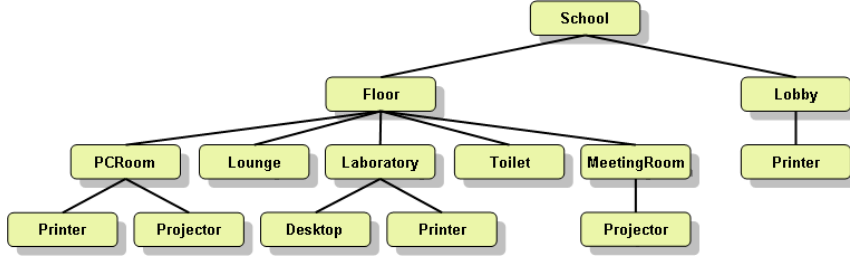 School
Floor
Lobby
PCRoom
Lounge
Laboratory
Toilet
MeetingRoom
Printer
Printer
Projector
Desktop
Printer
Projector